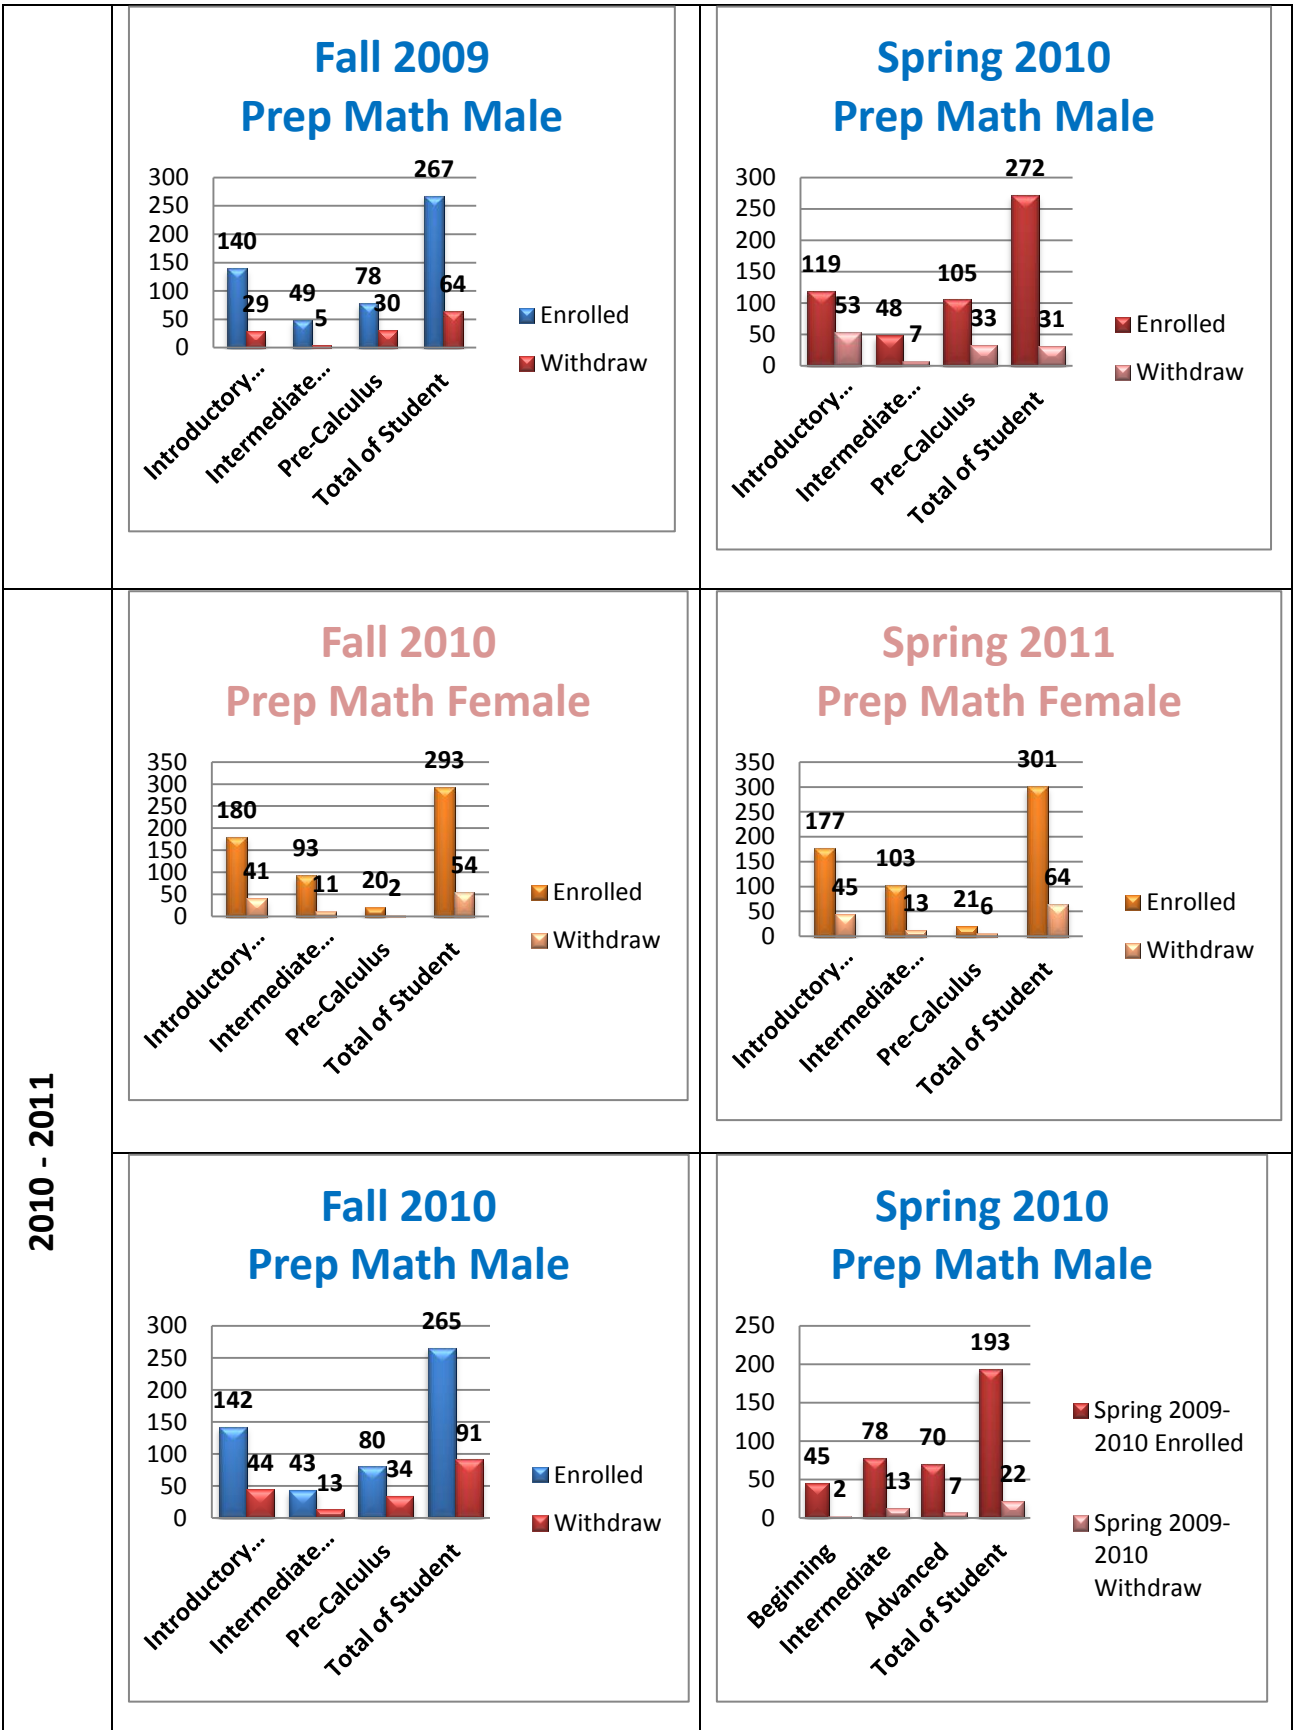 Fall 2009
Prep Math Male
300
250
200
150
100
50
0
140
29
49
5
78
30
267
64
Introductory...
Intermediate...
Pre-Calculus
Total of Student
Enrolled
Withdraw
Spring 2010
Prep Math Male
300
250
200
150
100
50
0
119
53
48
7
105
33
272
31
Introductory...
Intermediate...
Pre-Calculus
Total of Student
Enrolled
Withdraw
2010 - 2011
Fall 2010
Prep Math Female
350
300
250
200
150
100
50
0
180
41
93
11
20
2
293
54
Introductory...
Intermediate...
Pre-Calculus
Total of Student
Enrolled
Withdraw
Spring 2011
Prep Math Female
350
300
250
200
150
100
50
0
177
45
103
13
21
6
301
64
Introductory...
Intermediate...
Pre-Calculus
Total of Student
Enrolled
Withdraw
Fall 2010
Prep Math Male
300
250
200
150
100
50
0
142
44
43
13
80
34
265
91
Introductory...
Intermediate...
Pre-Calculus
Total of Student
Enrolled
Withdraw
Spring 2010
Prep Math Male
250
200
150
100
50
0
45
2
78
13
70
7
193
22
Beginning
Intermediate
Advanced
Total of Student
Spring 2009-
2010 Enrolled
Spring 2009-
2010
Withdraw